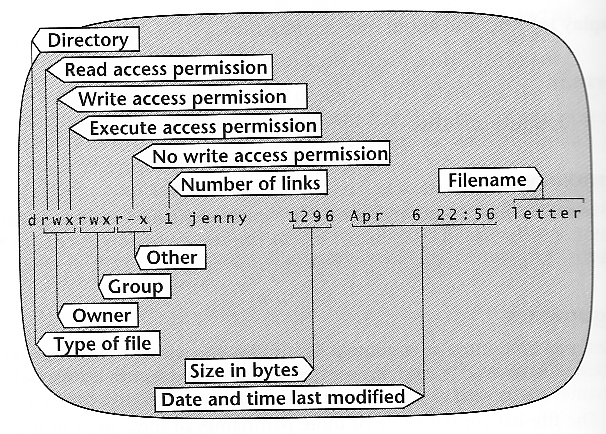 Directory
Read access permission
Write access permission
Execute access permission
No write access permission
Number of links
Filename
drwxrwxr-x 1 jenny 1296 Apr 6 22:56 letter
Other
Group
Owner
Type of file
Size in bytes
Date and time last modified